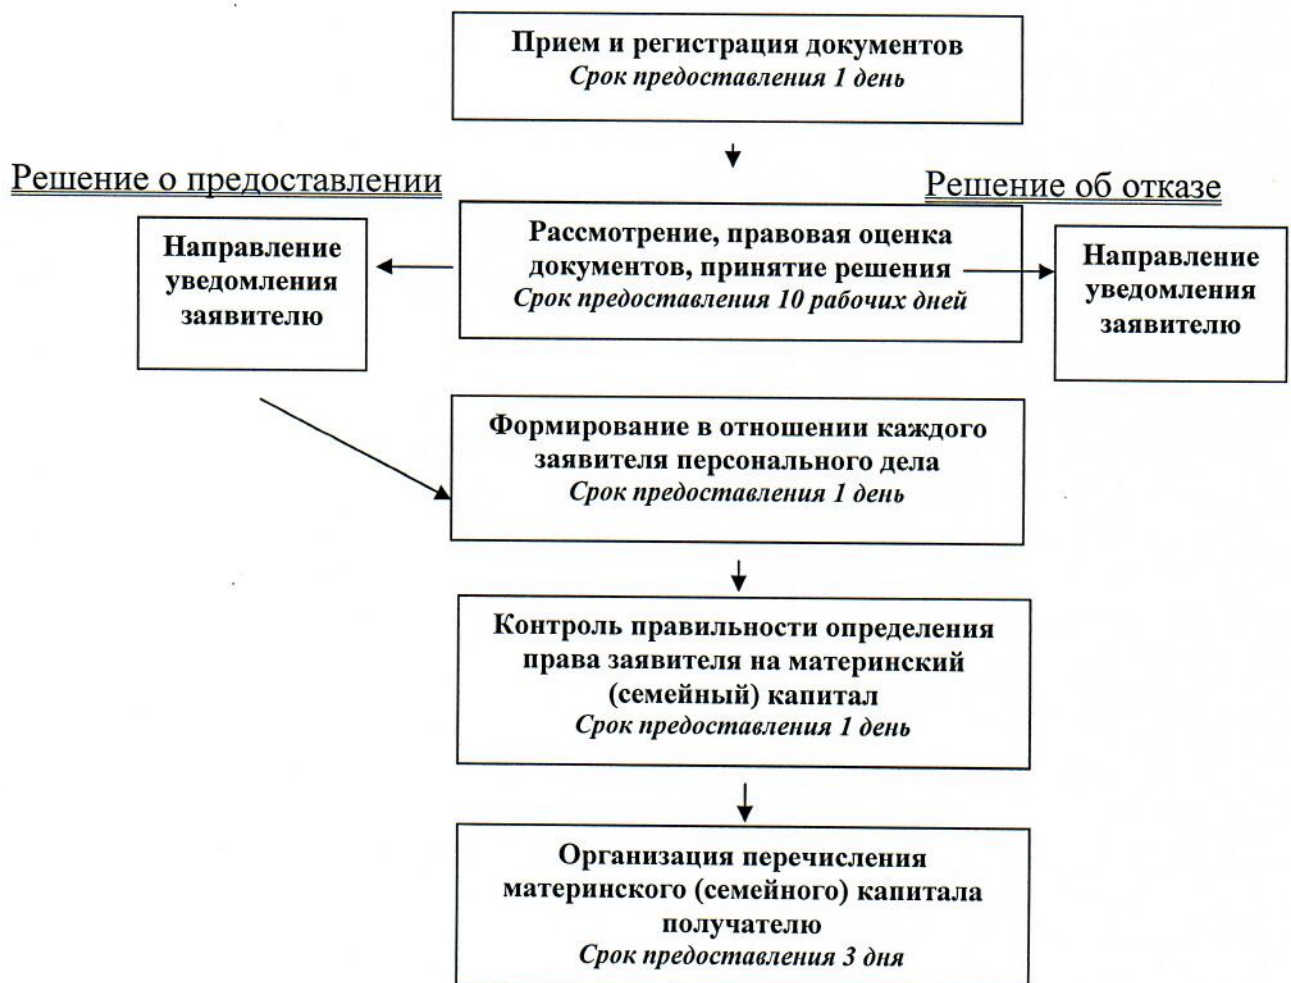 Прием и регистрация документов
Срок предоставления 1 день
Решение о предоставлении
Решение об отказе
Направление
уведомления
заявителю
Рассмотрение, правовая оценка
документов, принятие решения
Срок предоставления 10 рабочих дней
Направление
уведомления
заявителю
Формирование в отношении каждого
заявителя персонального дела
Срок предоставления 1 день
Контроль правильности определения
права заявителя на материнский
(семейный) капитал
Срок предоставления 1 день
Организация перечисления
материнского (семейного) капитала
получателю
Срок предоставления 3 дня